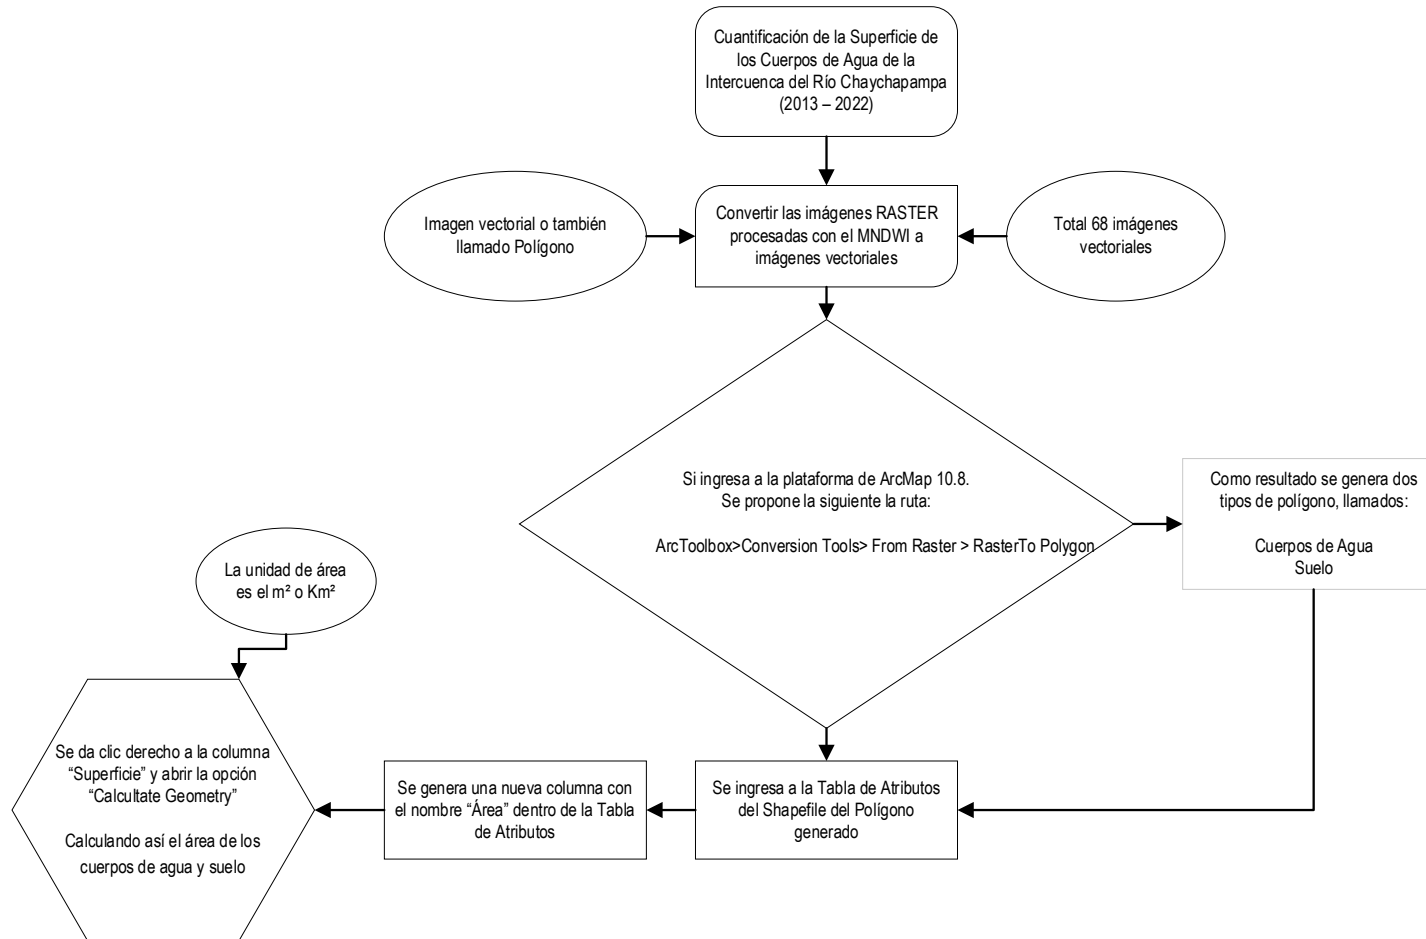 Cuantificación de la Superficie de
los Cuerpos de Agua de la
Intercuenca del Río Chaychapampa
(2013 – 2022)
Imagen vectorial o también
llamado Polígono
Convertir las imágenes RASTER
procesadas con el MNDWI a
imágenes vectoriales
Total 68 imágenes
vectoriales
Si ingresa a la plataforma de ArcMap 10.8.
Se propone la siguiente la ruta:
ArcToolbox>Conversion Tools> From Raster > RasterTo Polygon
Como resultado se genera dos
tipos de polígono, llamados:
Cuerpos de Agua
Suelo
La unidad de área
es el m² o Km²
Se da clic derecho a la columna
“Superficie” y abrir la opción
“Calcultate Geometry”
Calculando así el área de los
cuerpos de agua y suelo
Se genera una nueva columna con
el nombre “Área” dentro de la Tabla
de Atributos
Se ingresa a la Tabla de Atributos
del Shapefile del Polígono
generado